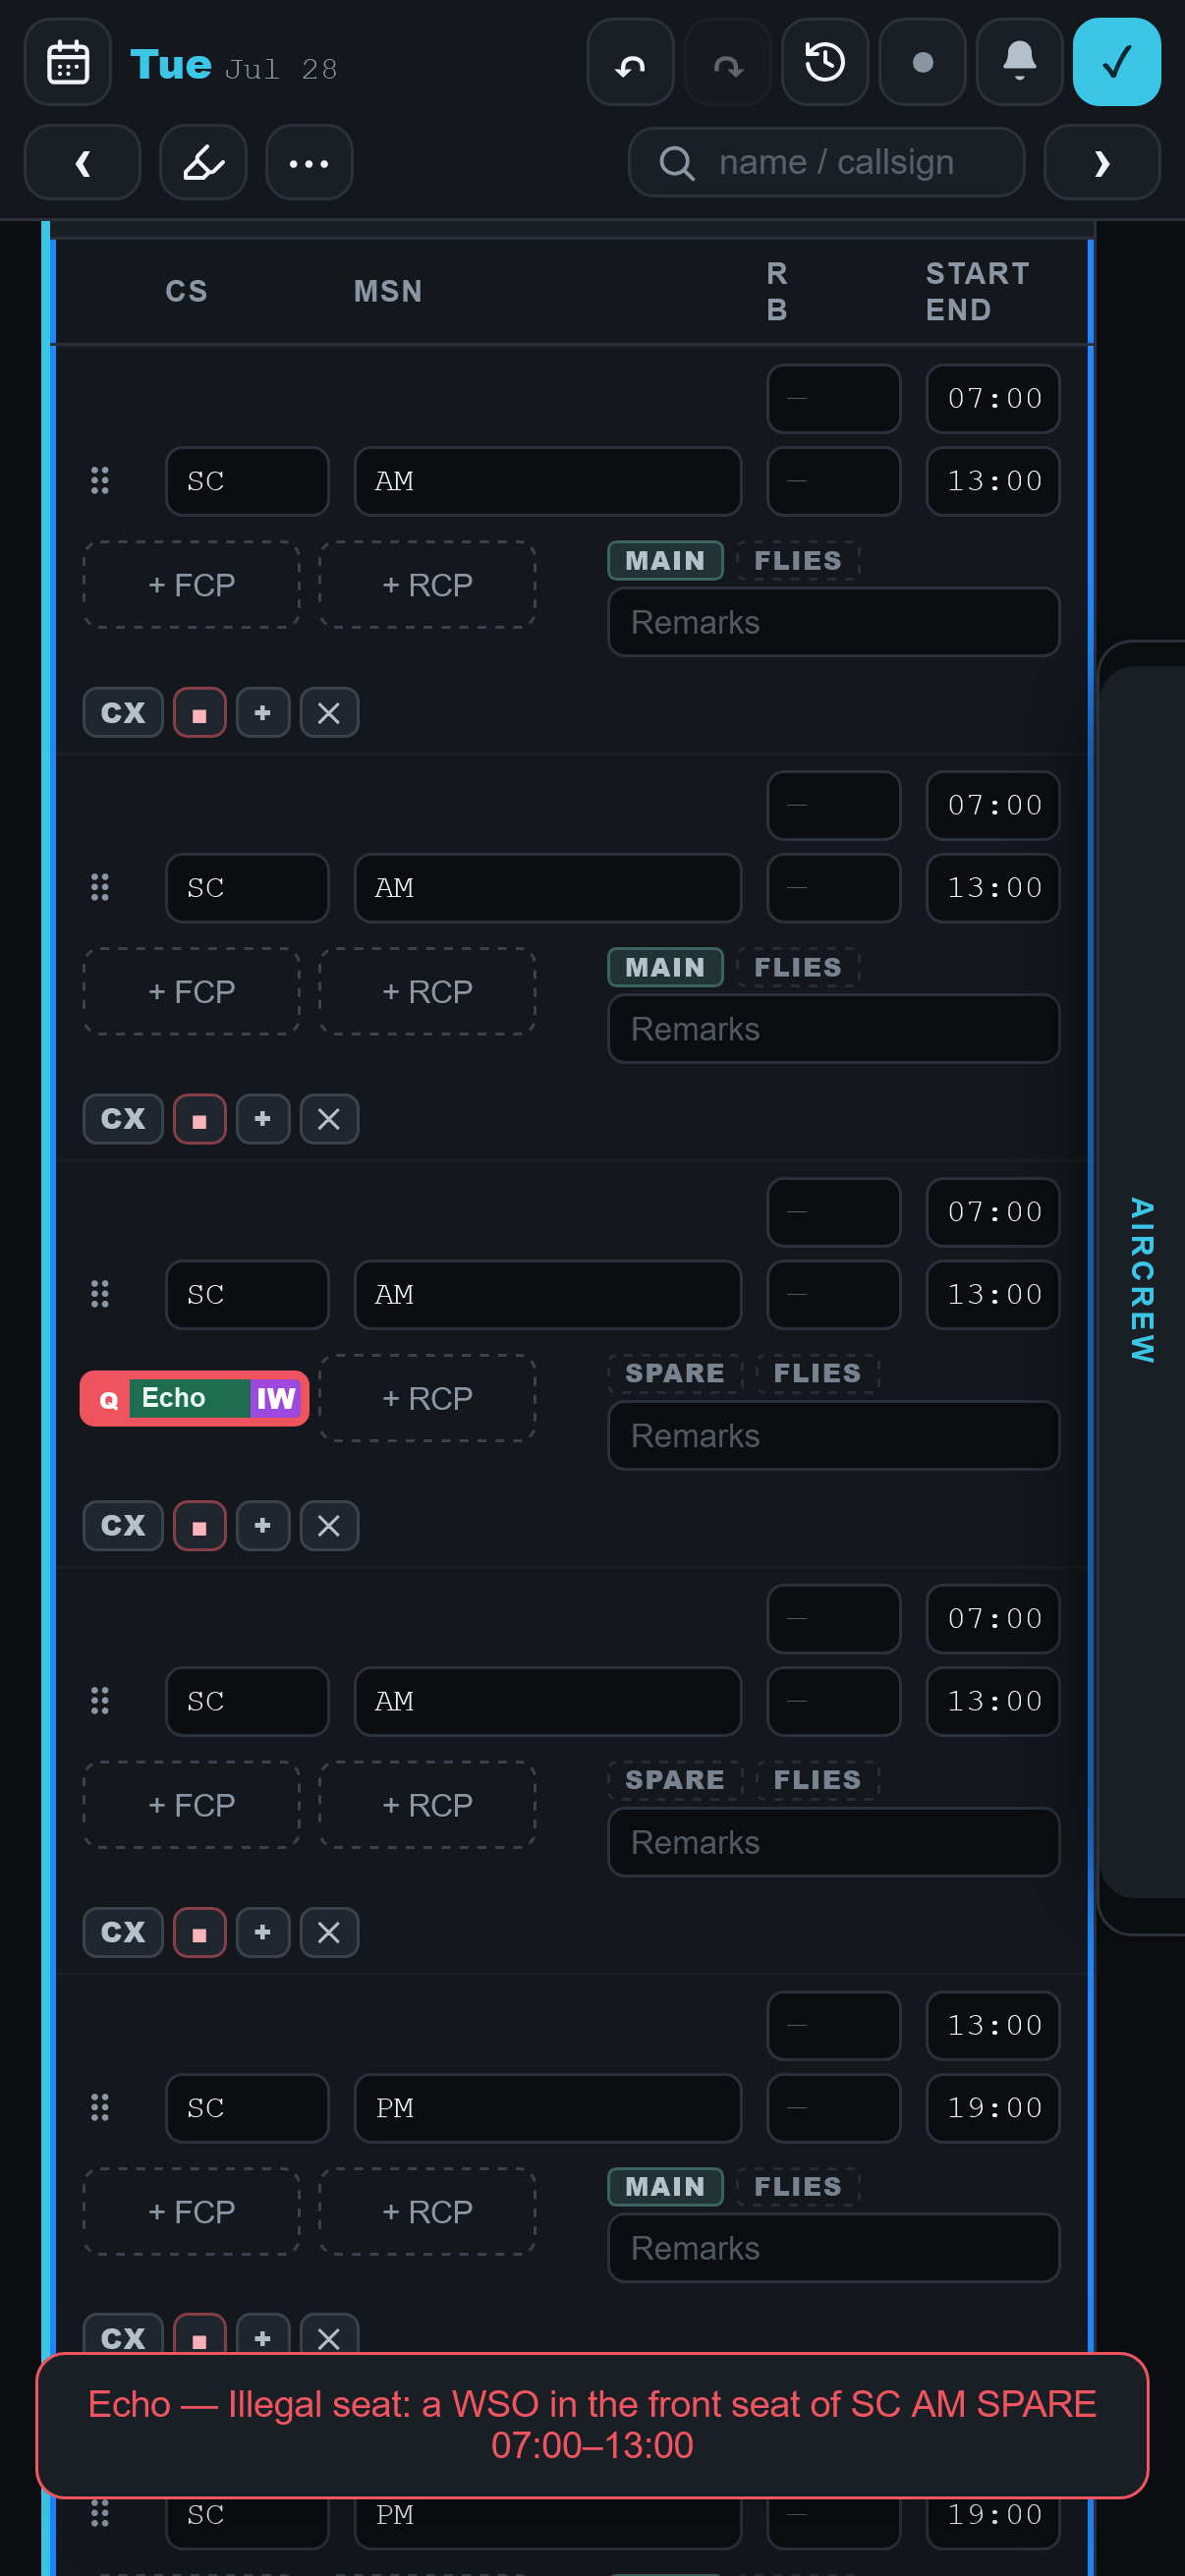 Tue Jul 28
name / callsign
CS MSN R B START END
— 07:00
SC AM — 13:00
+ FCP + RCP MAIN FLIES
Remarks
CX + ×
— 07:00
SC AM — 13:00
+ FCP + RCP MAIN FLIES
Remarks
CX + ×
— 07:00
SC AM — 13:00
Q Echo IW + RCP SPARE FLIES
Remarks
CX + ×
— 07:00
SC AM — 13:00
+ FCP + RCP SPARE FLIES
Remarks
CX + ×
— 13:00
SC PM — 19:00
+ FCP + RCP MAIN FLIES
Remarks
CX + ×
Echo — Illegal seat: a WSO in the front seat of SC AM SPARE
07:00–13:00
SC PM — 19:00
AIRCREW